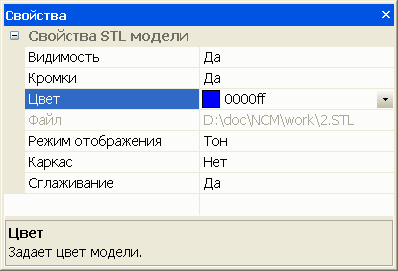 Свойства
Свойства STL модели
Видимость Да
Кромки Да
Цвет 0000ff
Файл D:\doc\NCM\work\2.STL
Режим отображения Тон
Каркас Нет
Сглаживание Да
Цвет
Задает цвет модели.